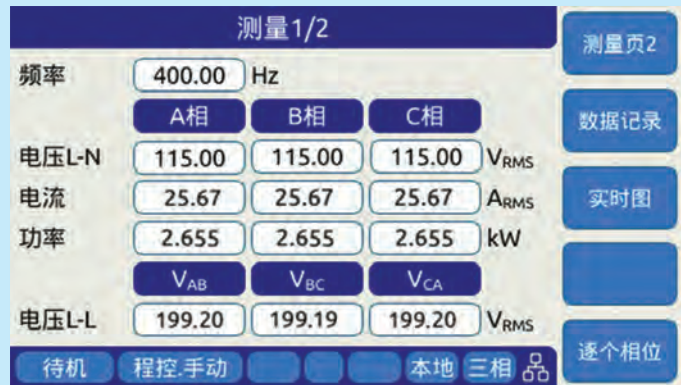 测量1/2
测量页2
频率 400.00 Hz
A相 B相 C相
数据记录
电压L-N 115.00 115.00 115.00 VRMS
电流 25.67 25.67 25.67 ARMS
实时图
功率 2.655 2.655 2.655 kW
VAB VBC VCA
电压L-L 199.20 199.19 199.20 VRMS
逐个相位
待机 程控.手动 本地 三相